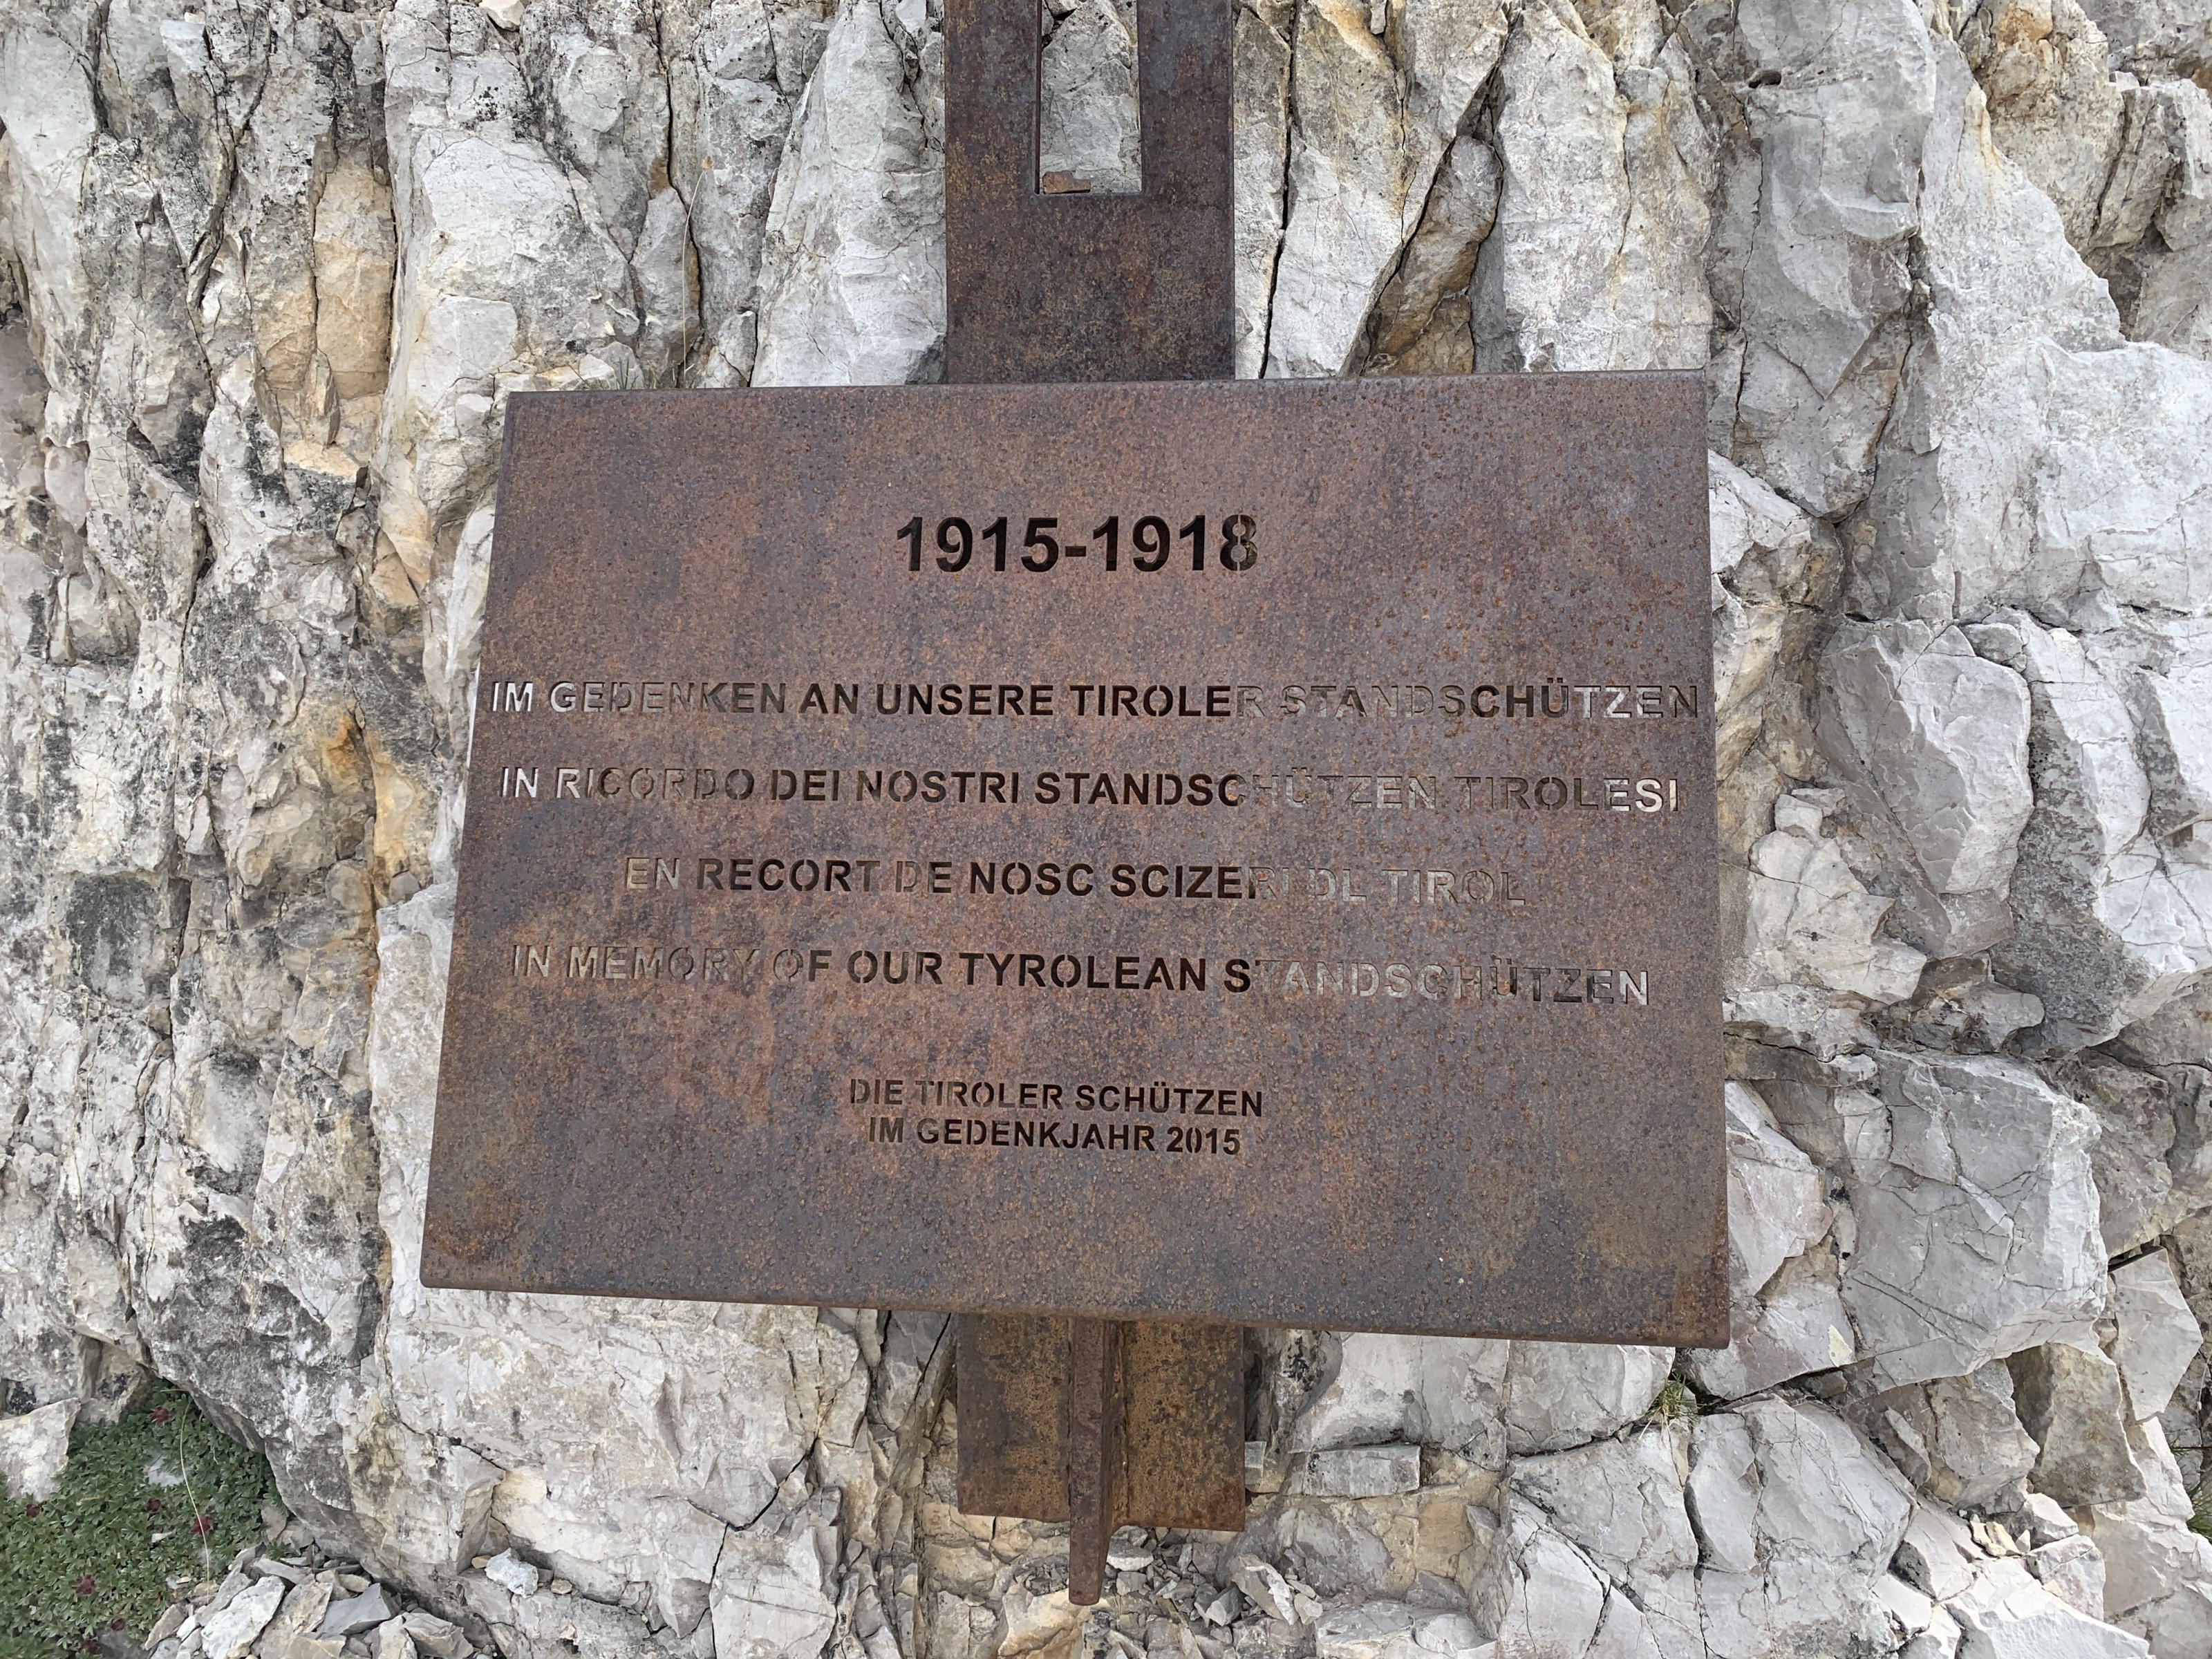 1915-1918
IM GEDENKEN AN UNSERE TIROLER STANDSCHÜTZEN
IN RICORDO DEI NOSTRI STANDSCHÜTZEN TIROLESI
EN RECORT DE NOSC SCIZERI DL TIROL
IN MEMORY OF OUR TYROLEAN STANDSCHÜTZEN
DIE TIROLER SCHÜTZEN
IM GEDENKJAHR 2015